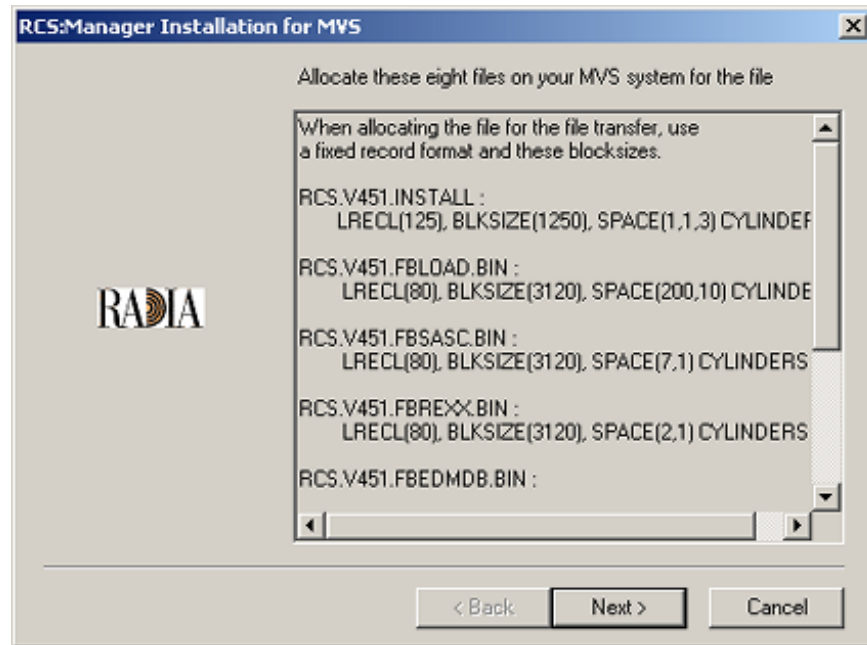 RCS:Manager Installation for MVS
Allocate these eight files on your MVS system for the file
When allocating the file for the file transfer, use
a fixed record format and these blocksizes.
RCS.V451.INSTALL :
LRECL(125), BLKSIZE(1250), SPACE(1,1,3) CYLINDER
RCS.V451.FBLOAD.BIN :
LRECL(80), BLKSIZE(3120), SPACE(200,10) CYLINDE
RCS.V451.FBSASC.BIN :
LRECL(80), BLKSIZE(3120), SPACE(7,1) CYLINDERS
RCS.V451.FBREXX.BIN :
LRECL(80), BLKSIZE(3120), SPACE(2,1) CYLINDERS
RCS.V451.FBEDMDB.BIN :
RADIA
< Back
Next >
Cancel